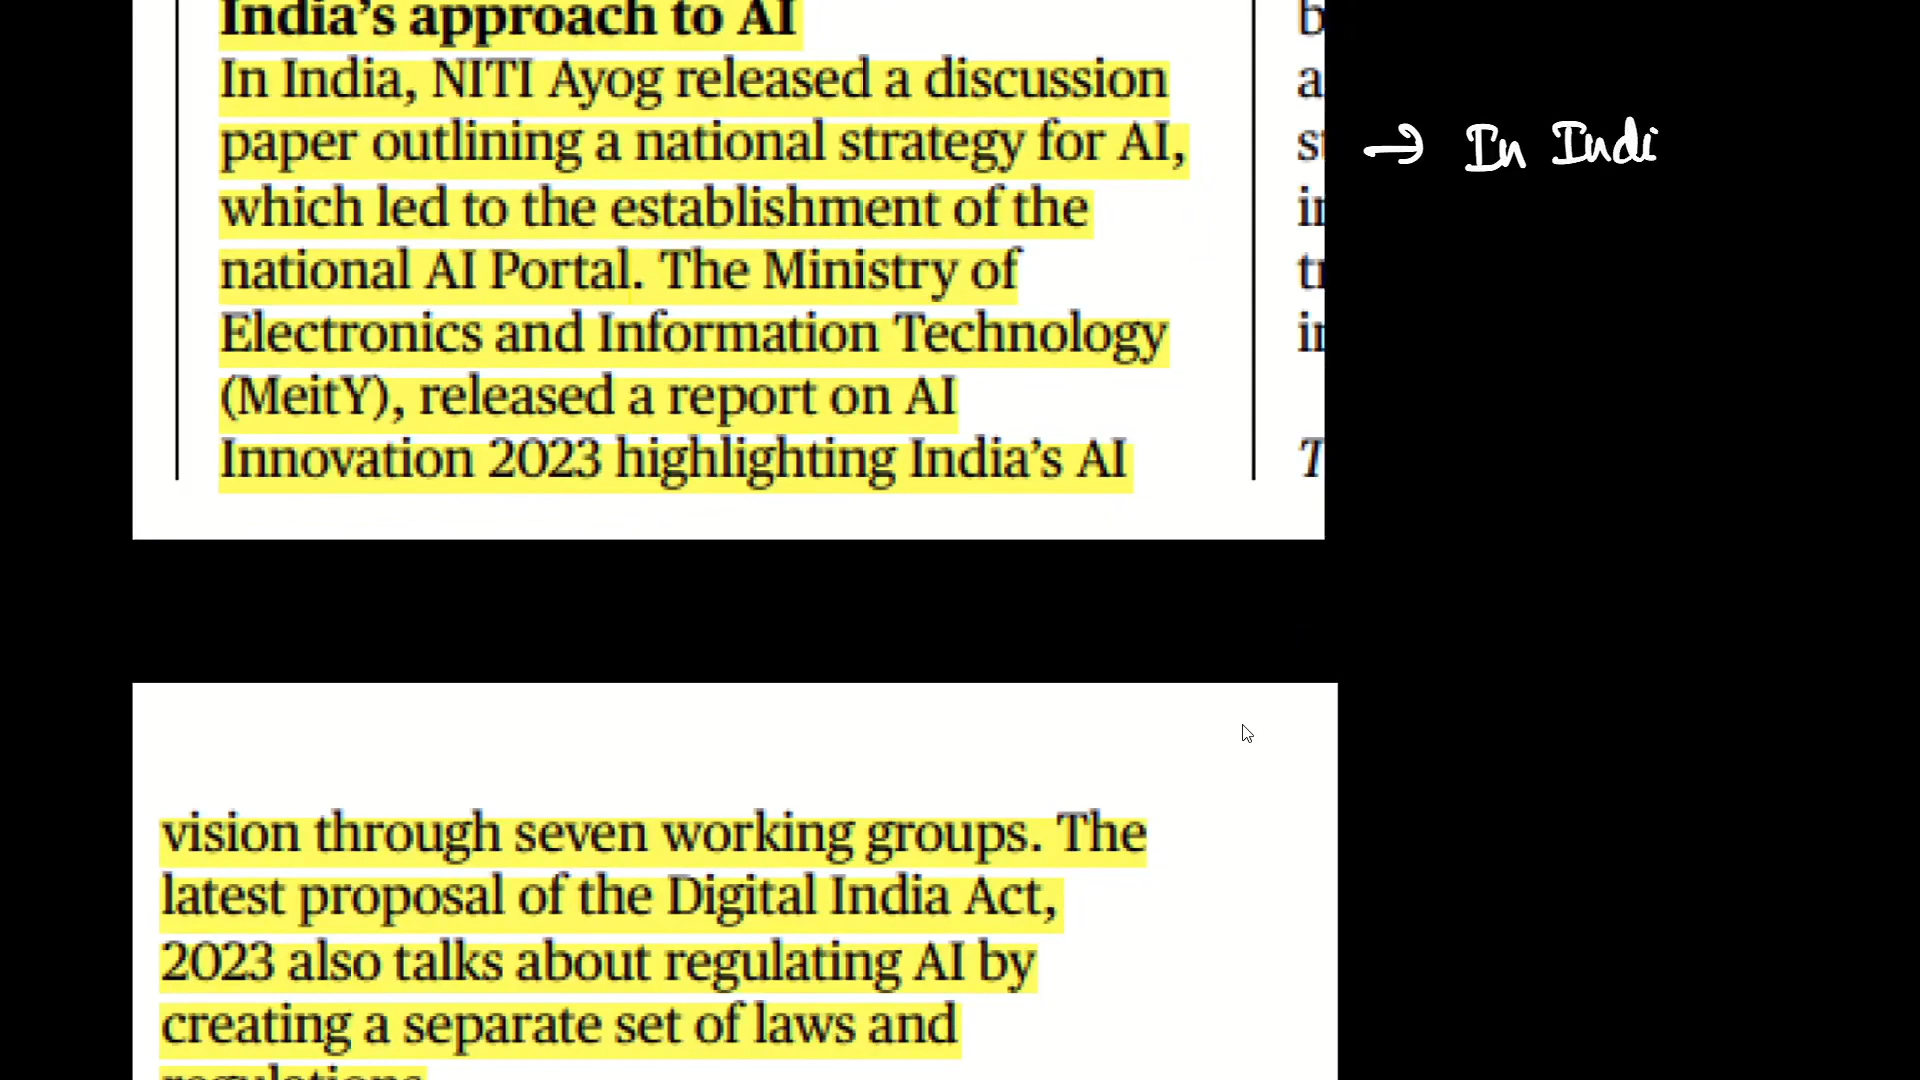 India’s approach to AI
In India, NITI Ayog released a discussion
paper outlining a national strategy for AI,
which led to the establishment of the
national AI Portal. The Ministry of
Electronics and Information Technology
(MeitY), released a report on AI
Innovation 2023 highlighting India’s AI
→ In Indi
vision through seven working groups. The
latest proposal of the Digital India Act,
2023 also talks about regulating AI by
creating a separate set of laws and
regulations